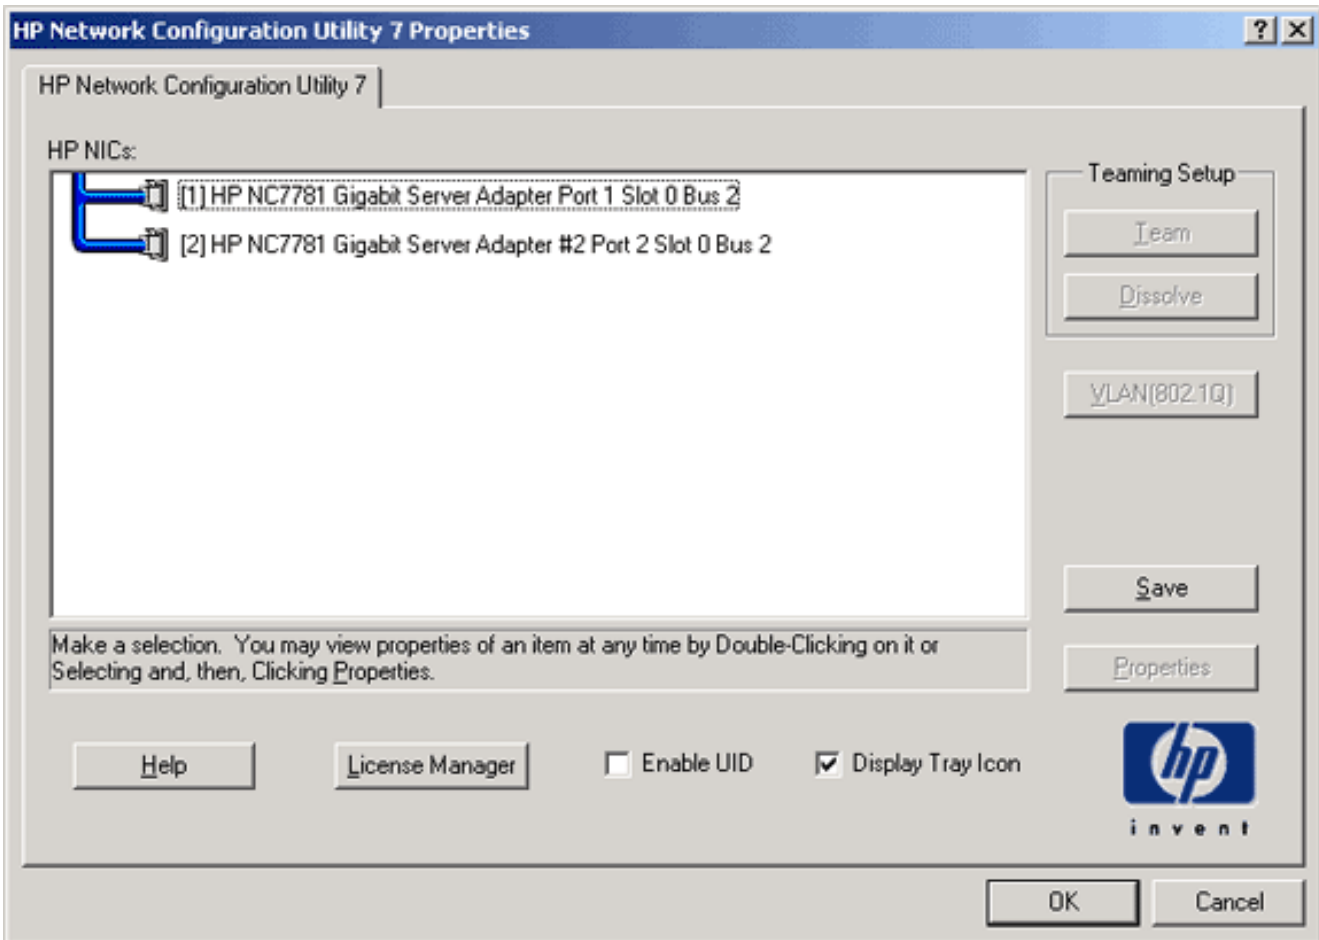 HP Network Configuration Utility 7 Properties
HP Network Configuration Utility 7
HP NICs:
[1] HP NC7781 Gigabit Server Adapter Port 1 Slot 0 Bus 2
[2] HP NC7781 Gigabit Server Adapter #2 Port 2 Slot 0 Bus 2
Teaming Setup
Team
Dissolve
VLAN(802.1Q)
Save
Properties
Make a selection. You may view properties of an item at any time by Double-Clicking on it or
Selecting and, then, Clicking Properties.
Help
License Manager
Enable UID
Display Tray Icon
hp
invent
OK
Cancel